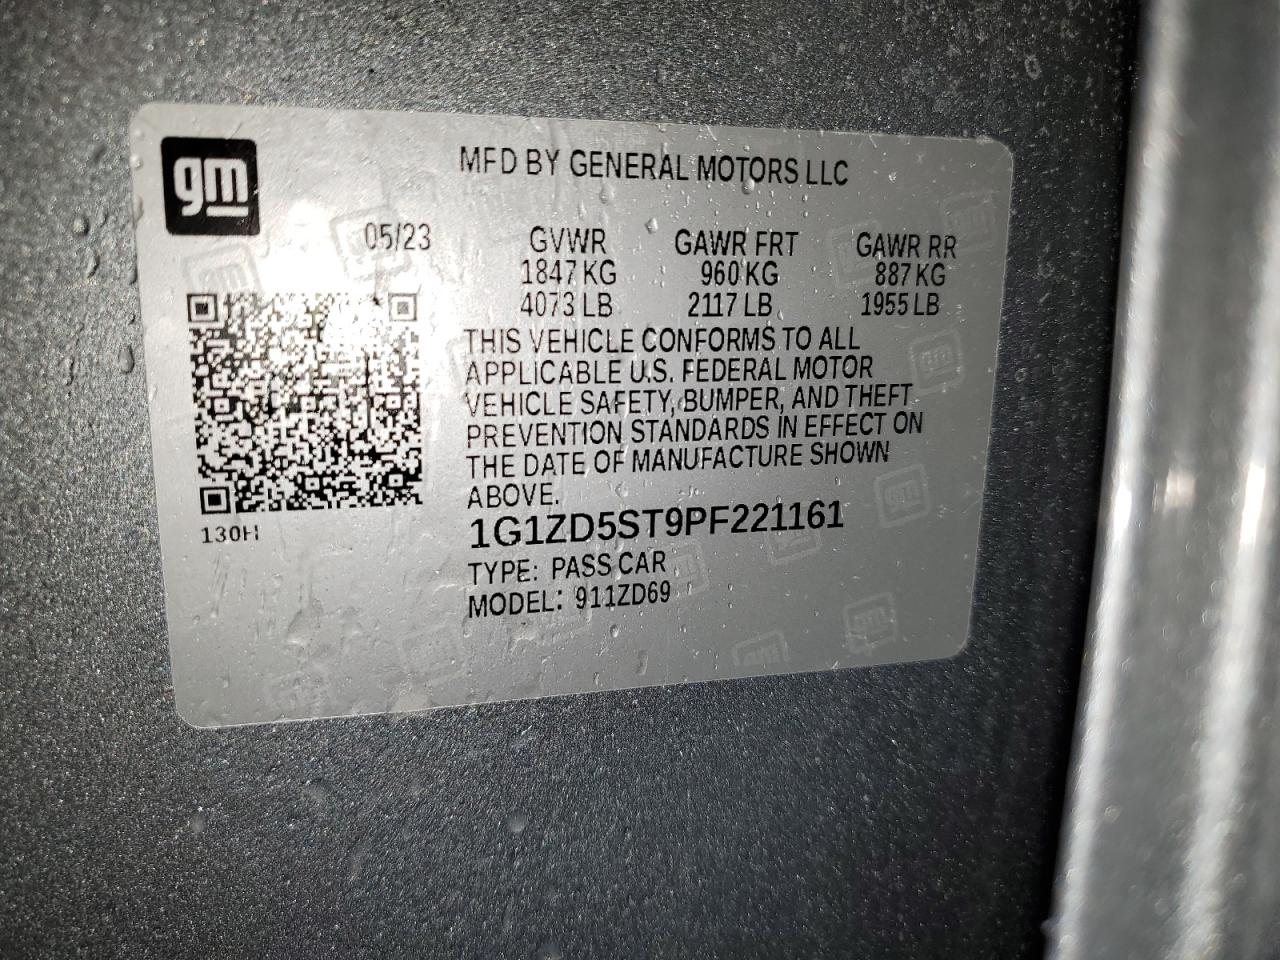 gm
MFD BY GENERAL MOTORS LLC
05/23 GVWR GAWR FRT GAWR RR
1847 KG 960 KG 887 KG
4073 LB 2117 LB 1955 LB
THIS VEHICLE CONFORMS TO ALL
APPLICABLE U.S. FEDERAL MOTOR
VEHICLE SAFETY, BUMPER, AND THEFT
PREVENTION STANDARDS IN EFFECT ON
THE DATE OF MANUFACTURE SHOWN
ABOVE.
130H
1G1ZD5ST9PF221161
TYPE: PASS CAR
MODEL: 911ZD69